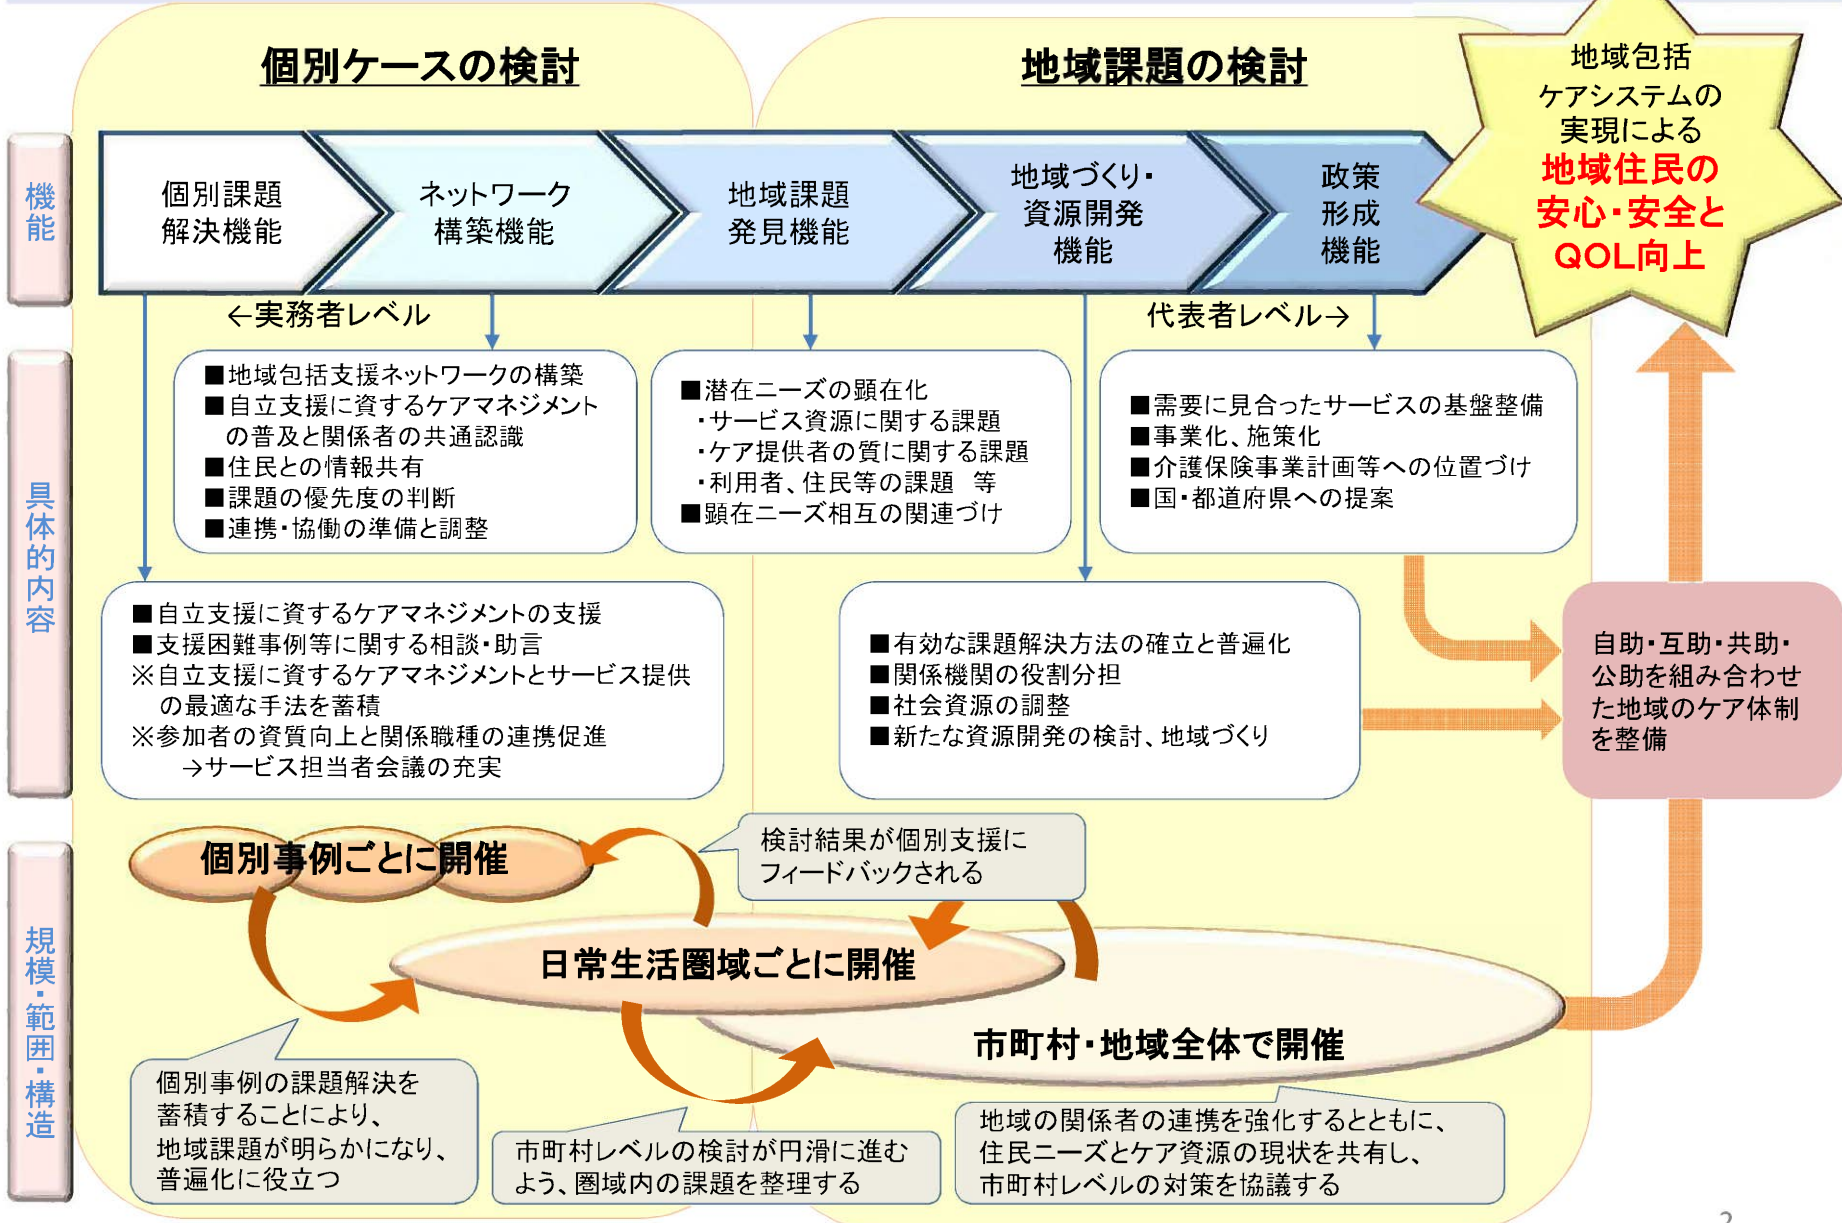 個別ケースの検討
地域課題の検討
地域包括
ケアシステムの
実現による
地域住民の
安心・安全と
QOL向上
機能
個別課題
解決機能
ネットワーク
構築機能
地域課題
発見機能
地域づくり・
資源開発
機能
政策
形成
機能
←実務者レベル
代表者レベル→
具体的内容
■地域包括支援ネットワークの構築
■自立支援に資するケアマネジメント
の普及と関係者の共通認識
■住民との情報共有
■課題の優先度の判断
■連携・協働の準備と調整
■潜在ニーズの顕在化
・サービス資源に関する課題
・ケア提供者の質に関する課題
・利用者、住民等の課題 等
■顕在ニーズ相互の関連づけ
■需要に見合ったサービスの基盤整備
■事業化、施策化
■介護保険事業計画等への位置づけ
■国・都道府県への提案
■自立支援に資するケアマネジメントの支援
■支援困難事例等に関する相談・助言
※自立支援に資するケアマネジメントとサービス提供
の最適な手法を蓄積
※参加者の資質向上と関係職種の連携促進
→サービス担当者会議の充実
■有効な課題解決方法の確立と普遍化
■関係機関の役割分担
■社会資源の調整
■新たな資源開発の検討、地域づくり
自助・互助・共助・
公助を組み合わせ
た地域のケア体制
を整備
規模・範囲・構造
個別事例ごとに開催
検討結果が個別支援に
フィードバックされる
日常生活圏域ごとに開催
市町村・地域全体で開催
個別事例の課題解決を
蓄積することにより、
地域課題が明らかになり、
普遍化に役立つ
市町村レベルの検討が円滑に進む
よう、圏域内の課題を整理する
地域の関係者の連携を強化するとともに、
住民ニーズとケア資源の現状を共有し、
市町村レベルの対策を協議する